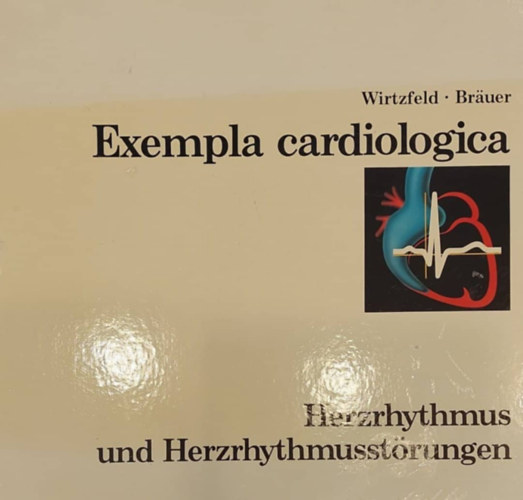 Wirtzfeld · Bräuer
Exempla cardiologica
Herzrhythmus
und Herzrhythmusstörungen